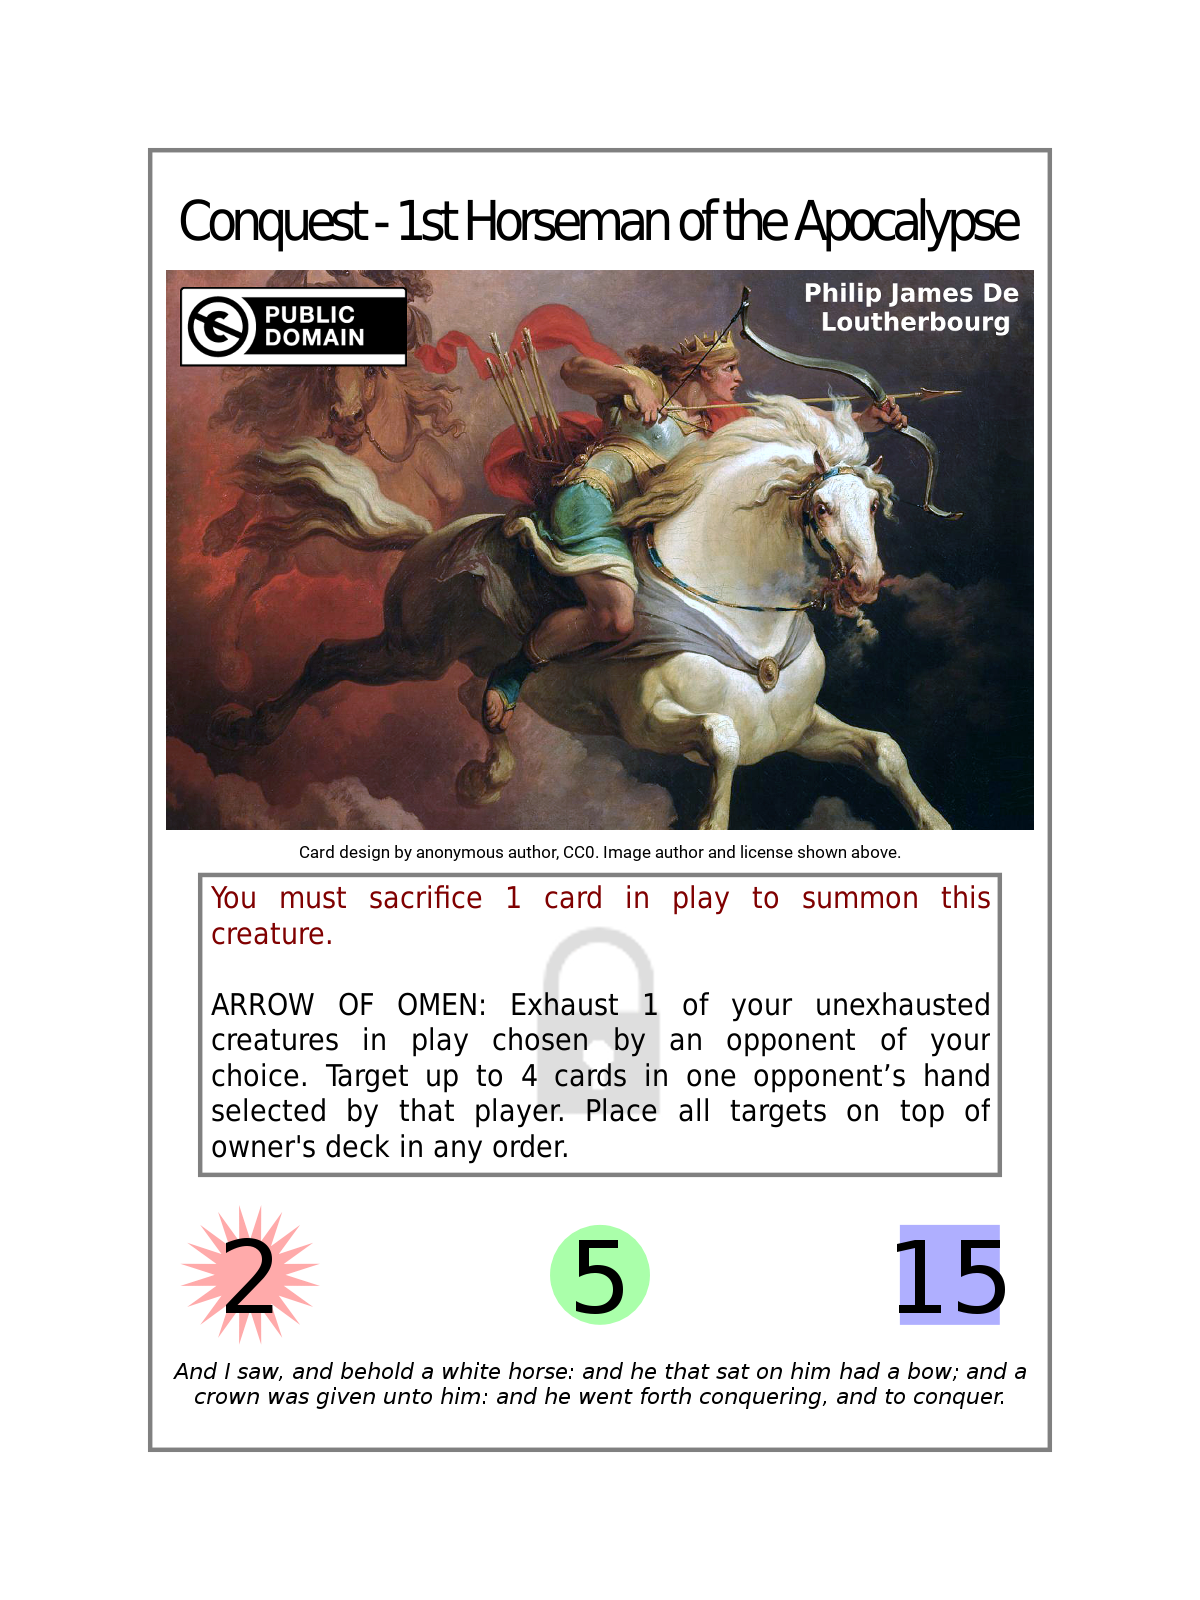 Conquest - 1st Horseman of the Apocalypse
PUBLIC
DOMAIN
Philip James De
Loutherbourg
Card design by anonymous author, CC0. Image author and license shown above.
You must sacrifice 1 card in play to summon this
creature.
ARROW OF OMEN: Exhaust 1 of your unexhausted
creatures in play chosen by an opponent of your
choice. Target up to 4 cards in one opponent’s hand
selected by that player. Place all targets on top of
owner's deck in any order.
2 5 15
And I saw, and behold a white horse: and he that sat on him had a bow; and a
crown was given unto him: and he went forth conquering, and to conquer.